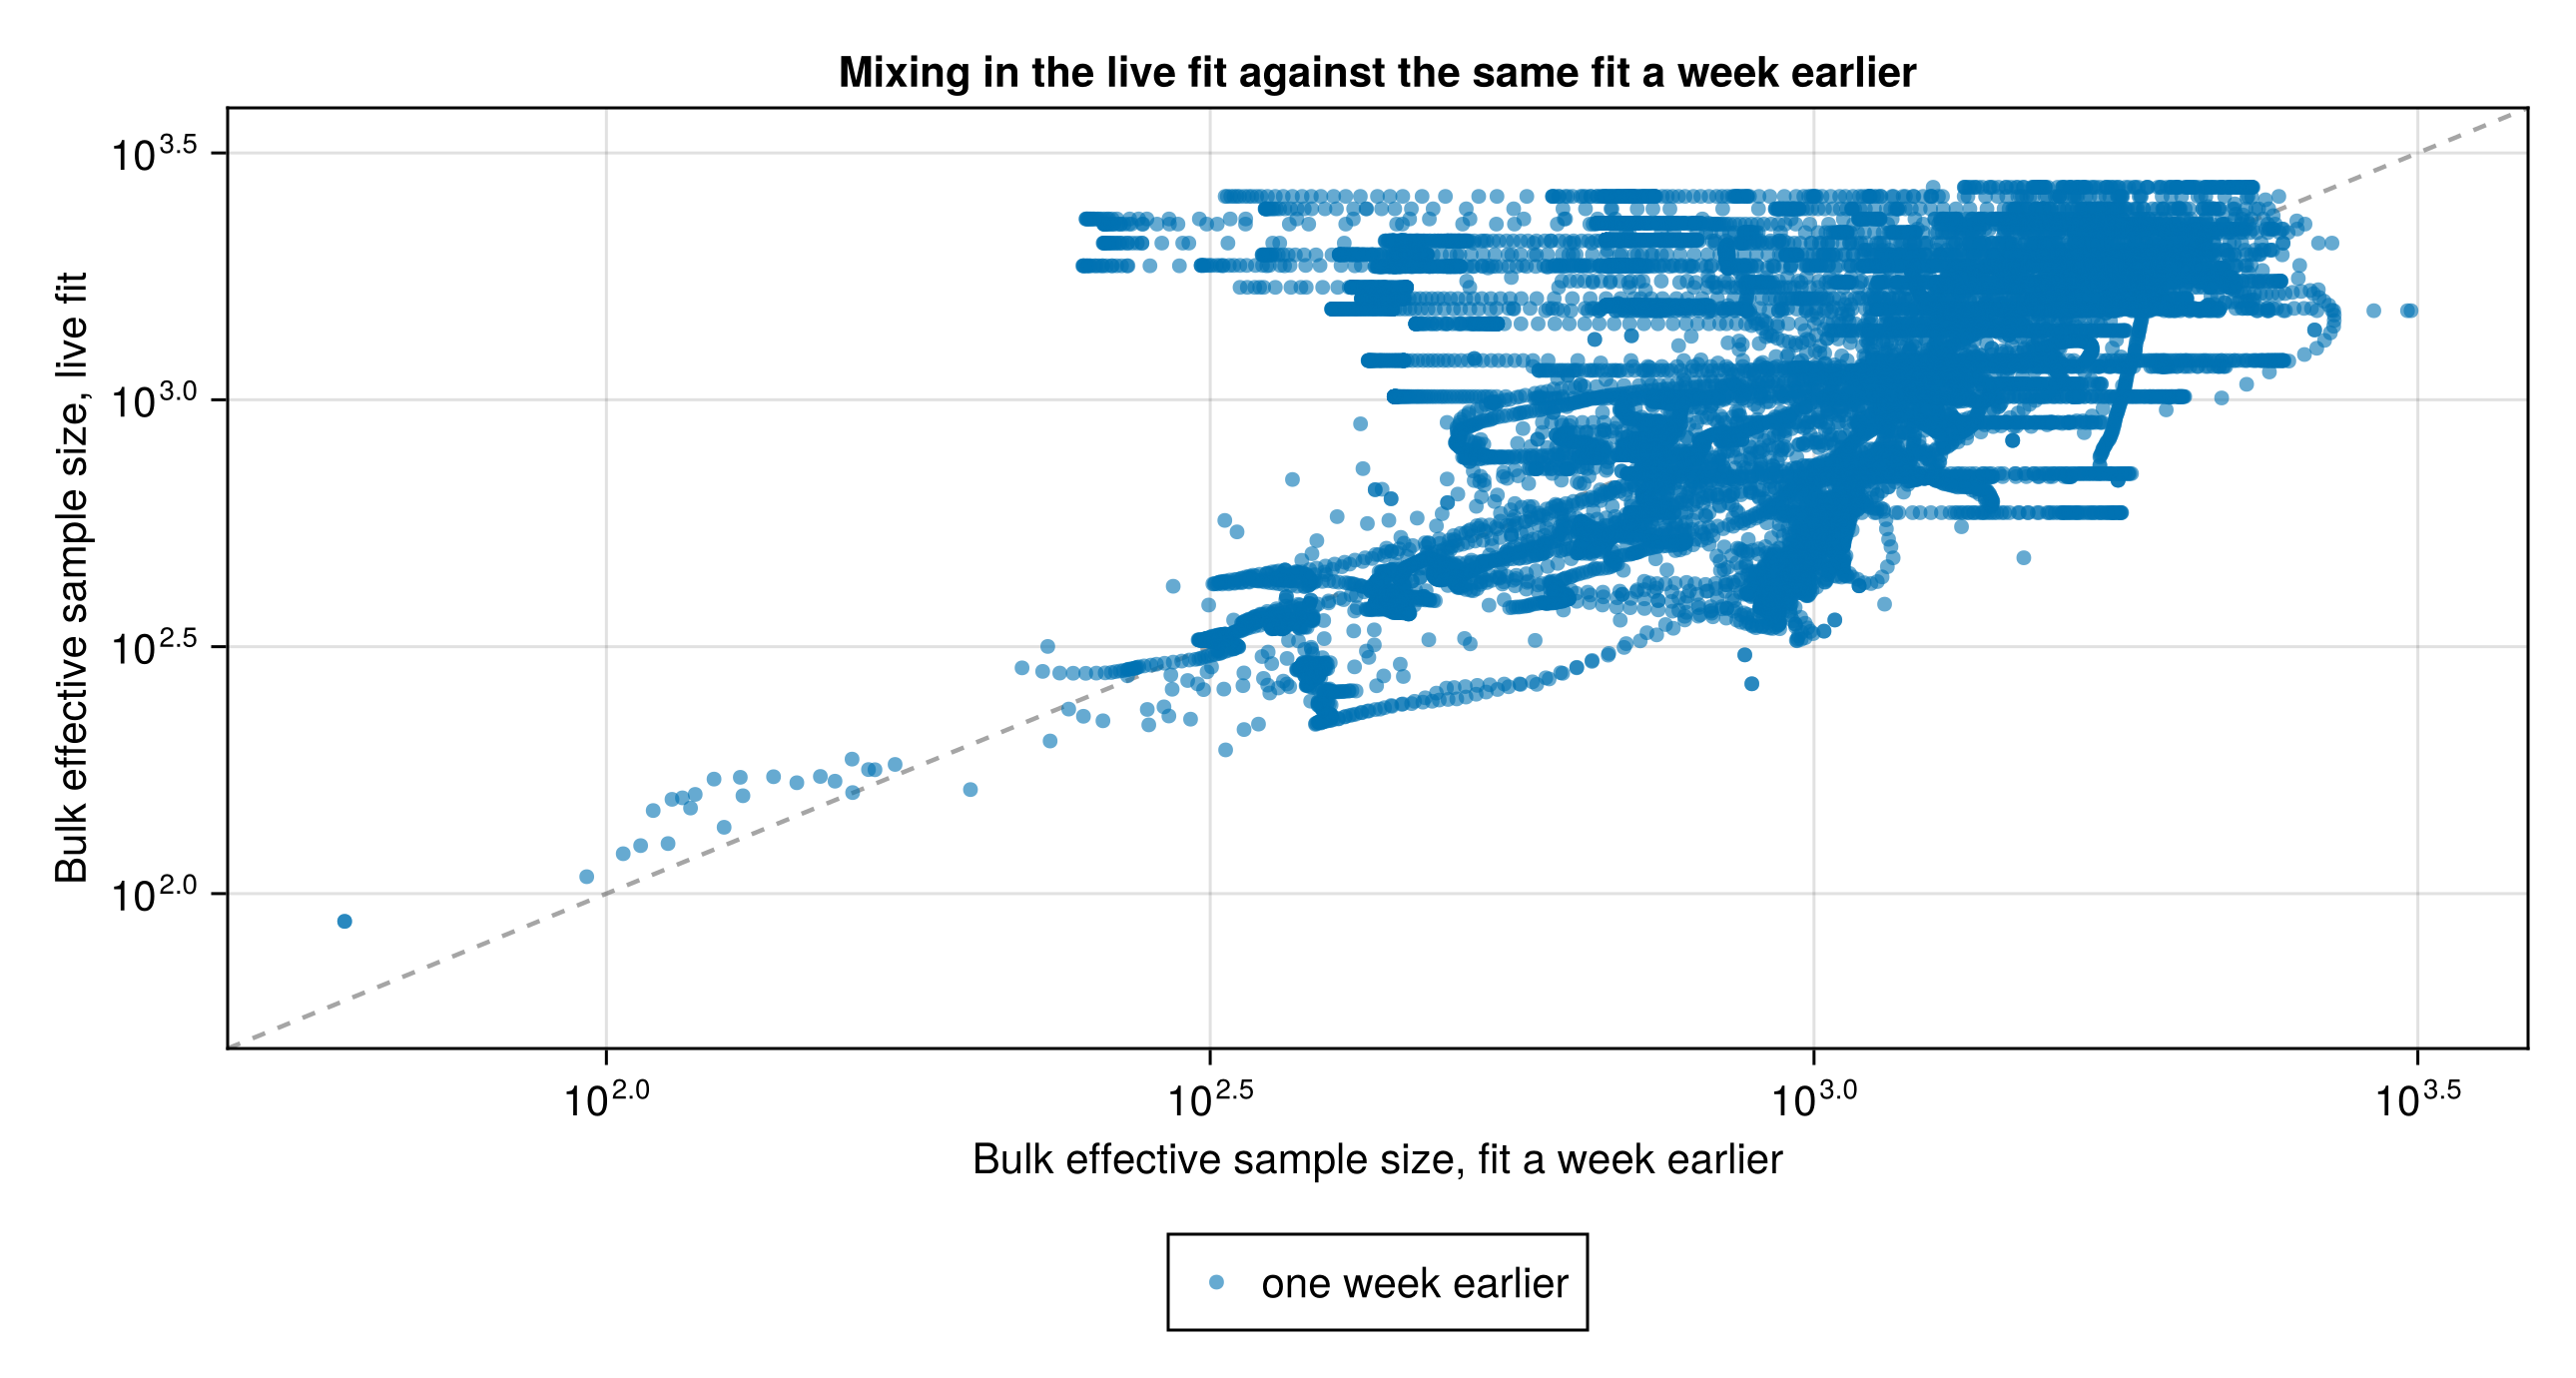 Mixing in the live fit against the same fit a week earlier
Bulk effective sample size, live fit
10^3.5
10^3.0
10^2.5
10^2.0
10^2.0
10^2.5
10^3.0
10^3.5
Bulk effective sample size, fit a week earlier
one week earlier